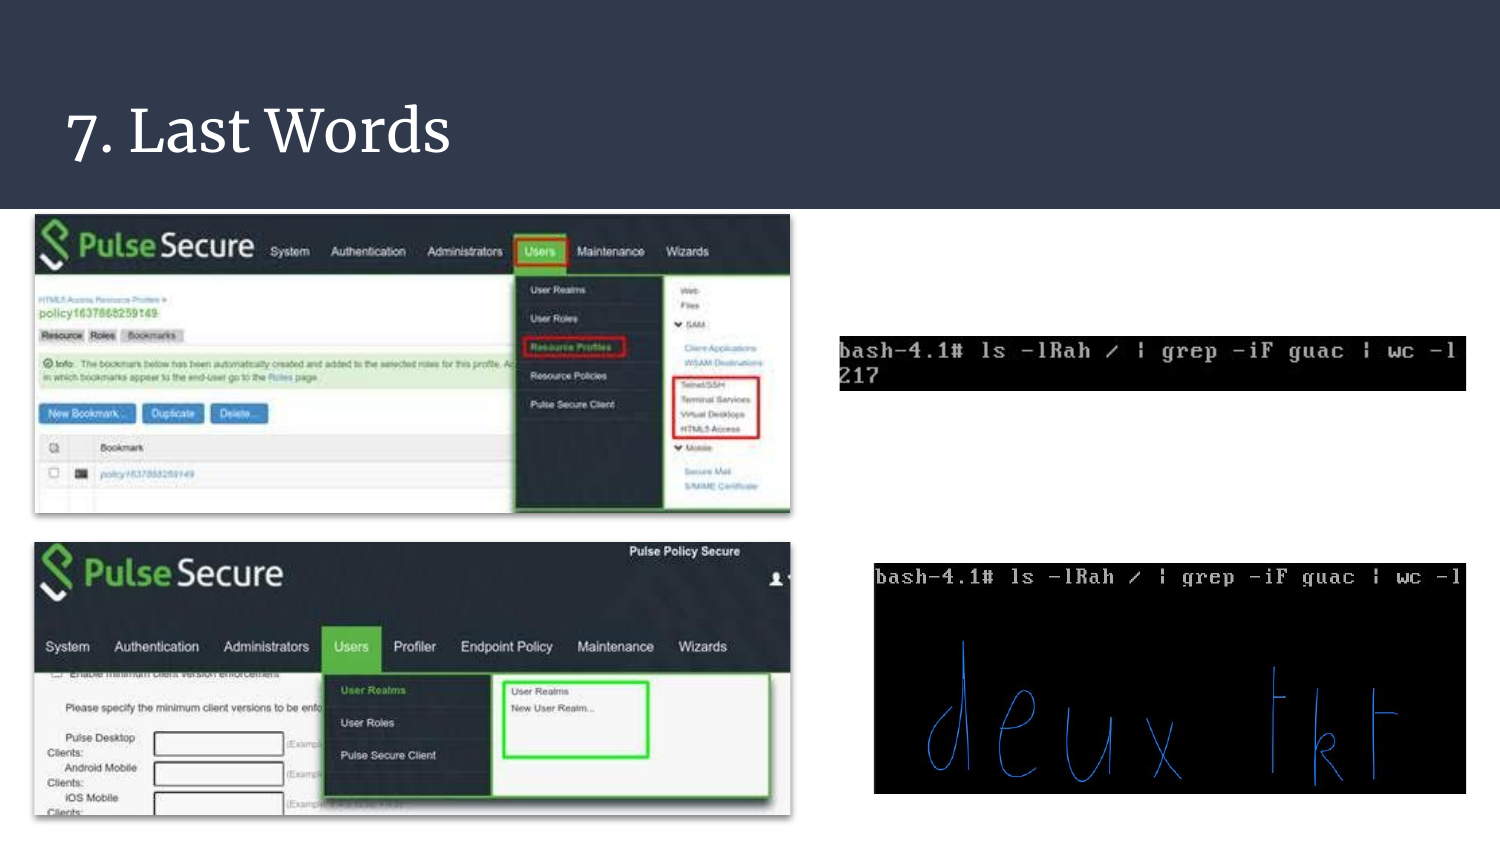 7. Last Words
Pulse Secure
System Authentication Administrators Users Maintenance Wizards
User Realms
User Roles
Resource Profiles
Resource Policies
Pulse Secure Client
Web
Files
SAM
Client Applications
WSAM Destinations
Telnet/SSH
Terminal Services
Virtual Desktops
HTML5 Access
Mobile
Secure Mail
S/MIME Certificate
HTML5 Access Resource Profiles >
policy1637868259149
Resource Roles Bookmarks
Info: The bookmark below has been automatically created and added to the selected roles for this profile.
in which bookmarks appear to the end-user go to the Roles page.
New Bookmark... Duplicate Delete...
Bookmark
policy1637868259149
bash-4.1# ls -lRah / | grep -iF guac | wc -l
217
Pulse Secure
Pulse Policy Secure
System Authentication Administrators Users Profiler Endpoint Policy Maintenance Wizards
User Realms
User Roles
Pulse Secure Client
User Realms
New User Realm...
Enable minimum client version enforcement
Please specify the minimum client versions to be enfo
Pulse Desktop
Clients:
Android Mobile
Clients:
iOS Mobile
Clients:
bash-4.1# ls -lRah / | grep -iF guac | wc -l
deux tkt